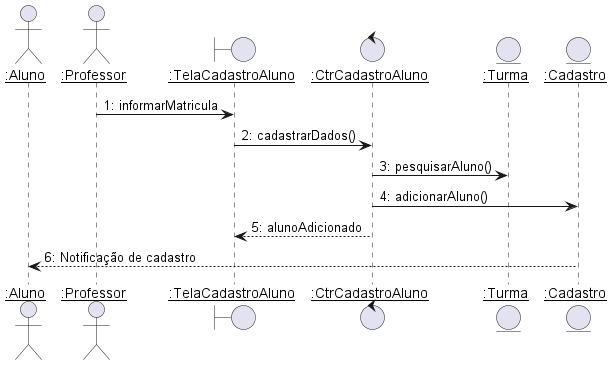 :Aluno :Professor :TelaCadastroAluno :CtrCadastroAluno :Turma :Cadastro
1: informarMatricula
2: cadastrarDados()
3: pesquisarAluno()
4: adicionarAluno()
5: alunoAdicionado
6: Notificação de cadastro
:Aluno :Professor :TelaCadastroAluno :CtrCadastroAluno :Turma :Cadastro